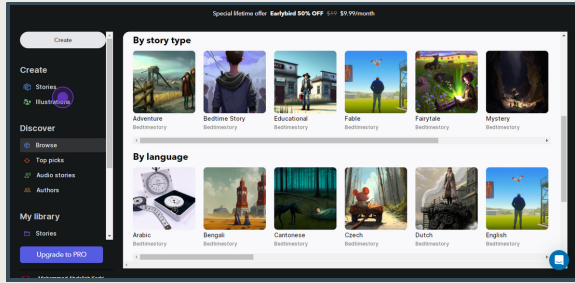 Special lifetime offer Earlybird 50% OFF $19 $9.99/month
Create
Create
Stories
Illustrations
Discover
Browse
Top picks
Audio stories
Authors
My library
Stories
Upgrade to PRO
By story type
Adventure
Bedtimestory
Bedtime Story
Bedtimestory
Educational
Bedtimestory
Fable
Bedtimestory
Fairytale
Bedtimestory
Mystery
Bedtimestory
By language
Arabic
Bedtimestory
Bengali
Bedtimestory
Cantonese
Bedtimestory
Czech
Bedtimestory
Dutch
Bedtimestory
English
Bedtimestory